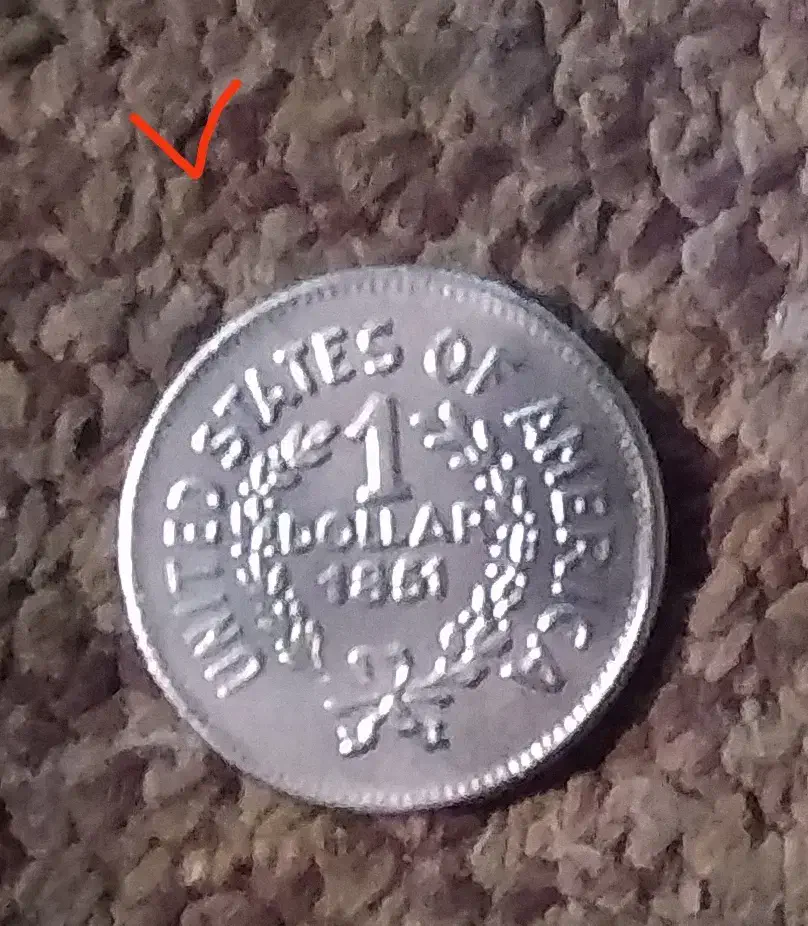 UNITED STATES OF AMERICA
1
DOLLAR
1861